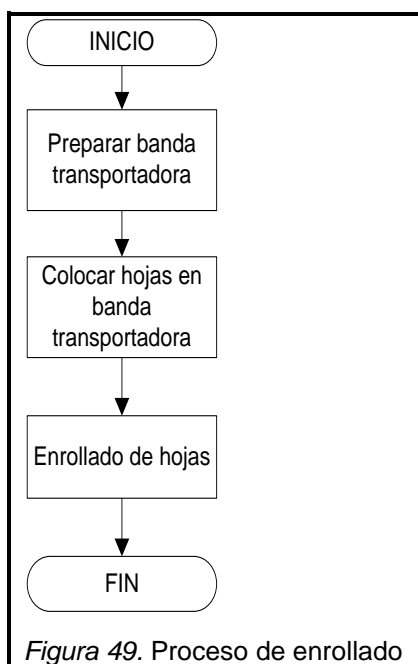 INICIO
Preparar banda
transportadora
Colocar hojas en
banda
transportadora
Enrollado de hojas
FIN
Figura 49. Proceso de enrollado